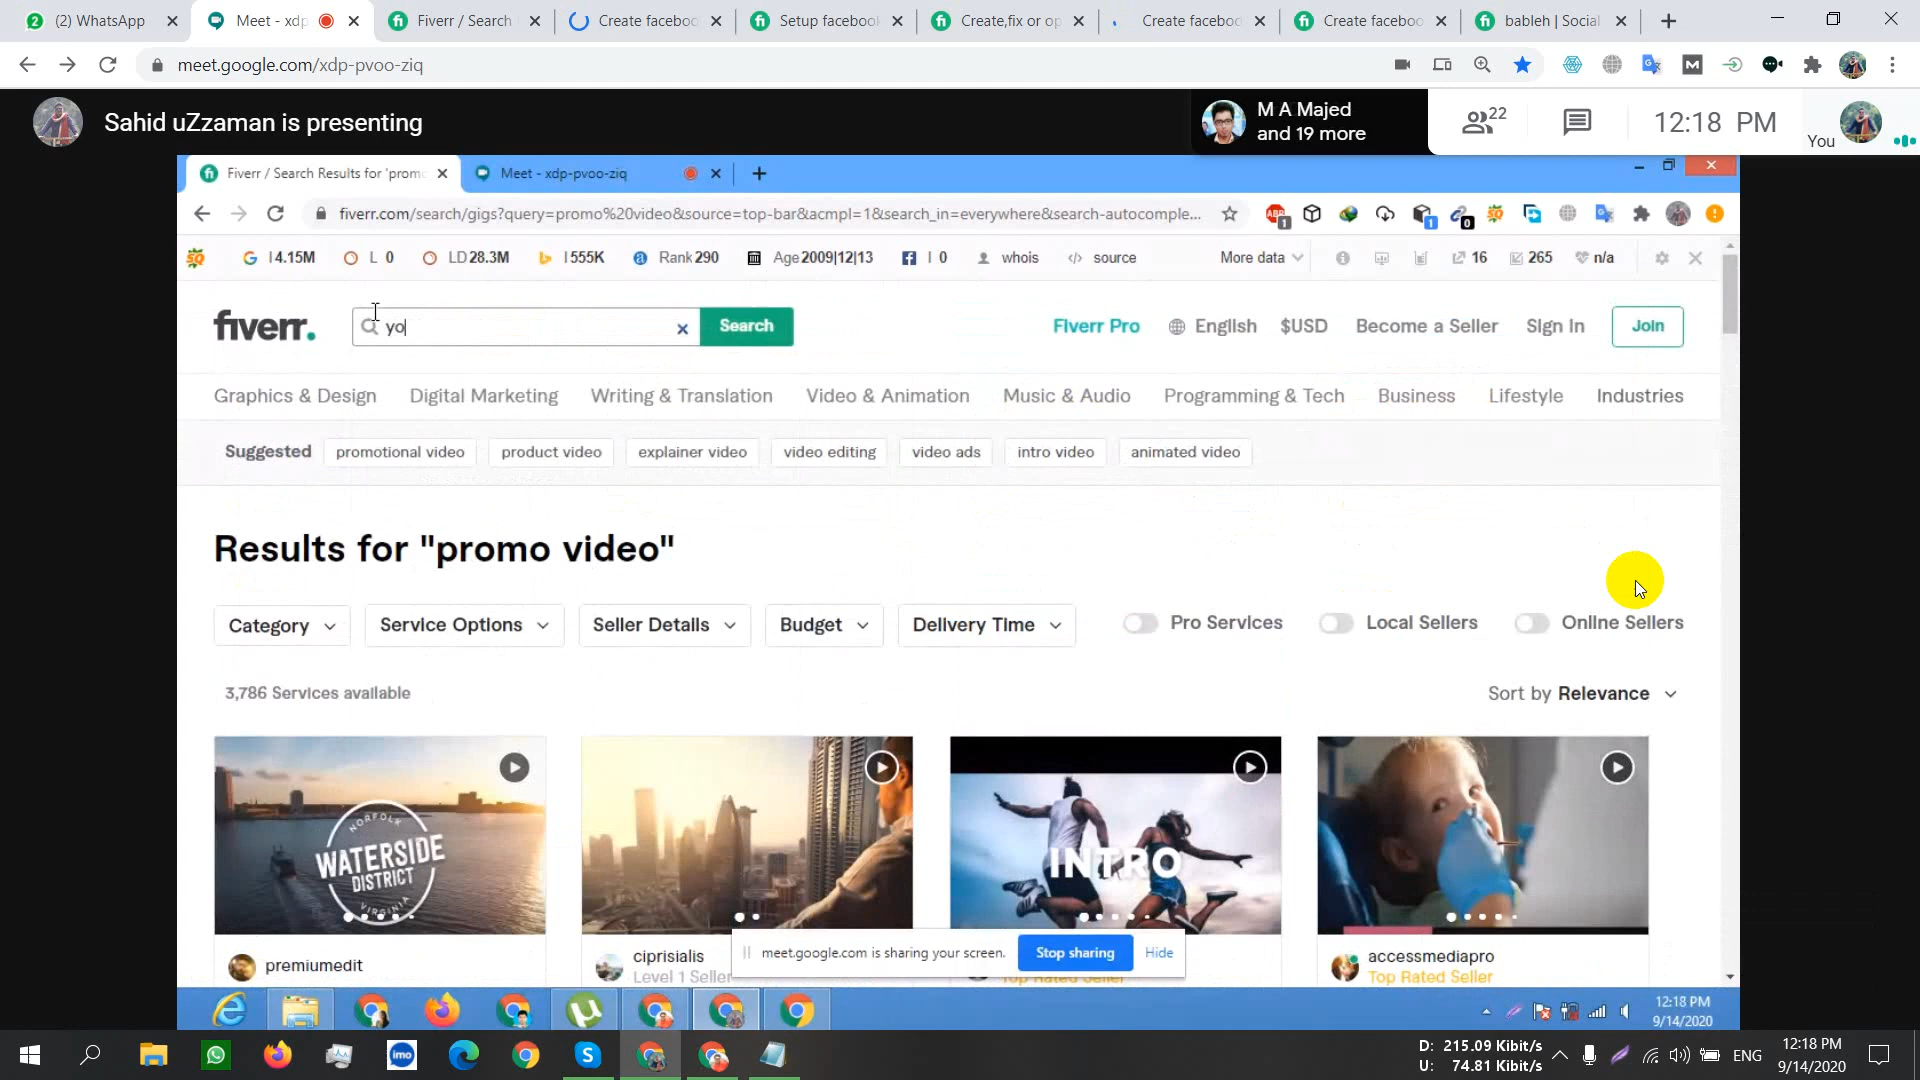 (2) WhatsApp
Meet - xdp
Fiverr / Search
Create faceboo
Setup facebook
Create,fix or op
Create faceboo
Create faceboo
bableh | Social
meet.google.com/xdp-pvoo-ziq
Sahid uZzaman is presenting
M A Majed
and 19 more
22
12:18 PM
You
Fiverr / Search Results for 'promo
Meet - xdp-pvoo-ziq
fiverr.com/search/gigs?query=promo%20video&source=top-bar&acmpl=1&search_in=everywhere&search-autocomple...
I 4.15M
L 0
LD 28.3M
I 555K
Rank 290
Age 2009|12|13
I 0
whois
source
More data
16
265
n/a
fiverr.
yo
Search
Fiverr Pro
English
$USD
Become a Seller
Sign In
Join
Graphics & Design
Digital Marketing
Writing & Translation
Video & Animation
Music & Audio
Programming & Tech
Business
Lifestyle
Industries
Suggested
promotional video
product video
explainer video
video editing
video ads
intro video
animated video
Results for "promo video"
Category
Service Options
Seller Details
Budget
Delivery Time
Pro Services
Local Sellers
Online Sellers
3,786 Services available
Sort by Relevance
NORFOLK
WATERSIDE
DISTRICT
VIRGINIA
INTRO
premiumedit
ciprisialis
Level 1 Seller
Top Rated Seller
accessmediapro
Top Rated Seller
meet.google.com is sharing your screen.
Stop sharing
Hide
12:18 PM
9/14/2020
imo
D: 215.09 Kibit/s
U: 74.81 Kibit/s
ENG
12:18 PM
9/14/2020